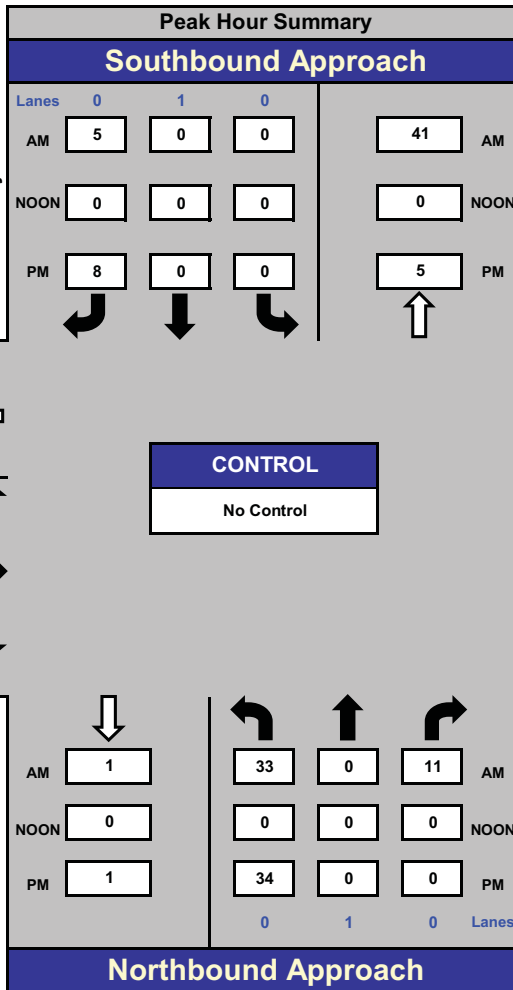 Peak Hour Summary
Southbound Approach
Lanes 0 1 0
AM 5 0 0 41 AM
NOON 0 0 0 0 NOON
PM 8 0 0 5 PM
CONTROL
No Control
AM 1 33 0 11 AM
NOON 0 0 0 0 NOON
PM 1 34 0 0 PM
0 1 0 Lanes
Northbound Approach